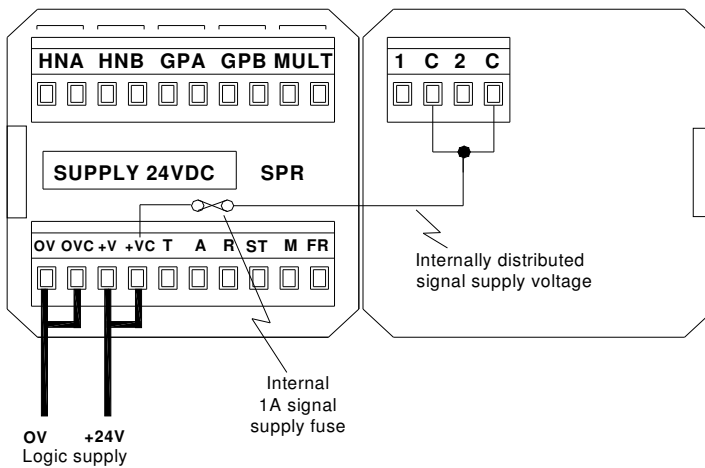 HNA HNB GPA GPB MULT
1 C 2 C
SUPPLY 24VDC SPR
OV OVC +V +VC T A R ST M FR
Internally distributed
signal supply voltage
Internal
1A signal
supply fuse
OV +24V
Logic supply